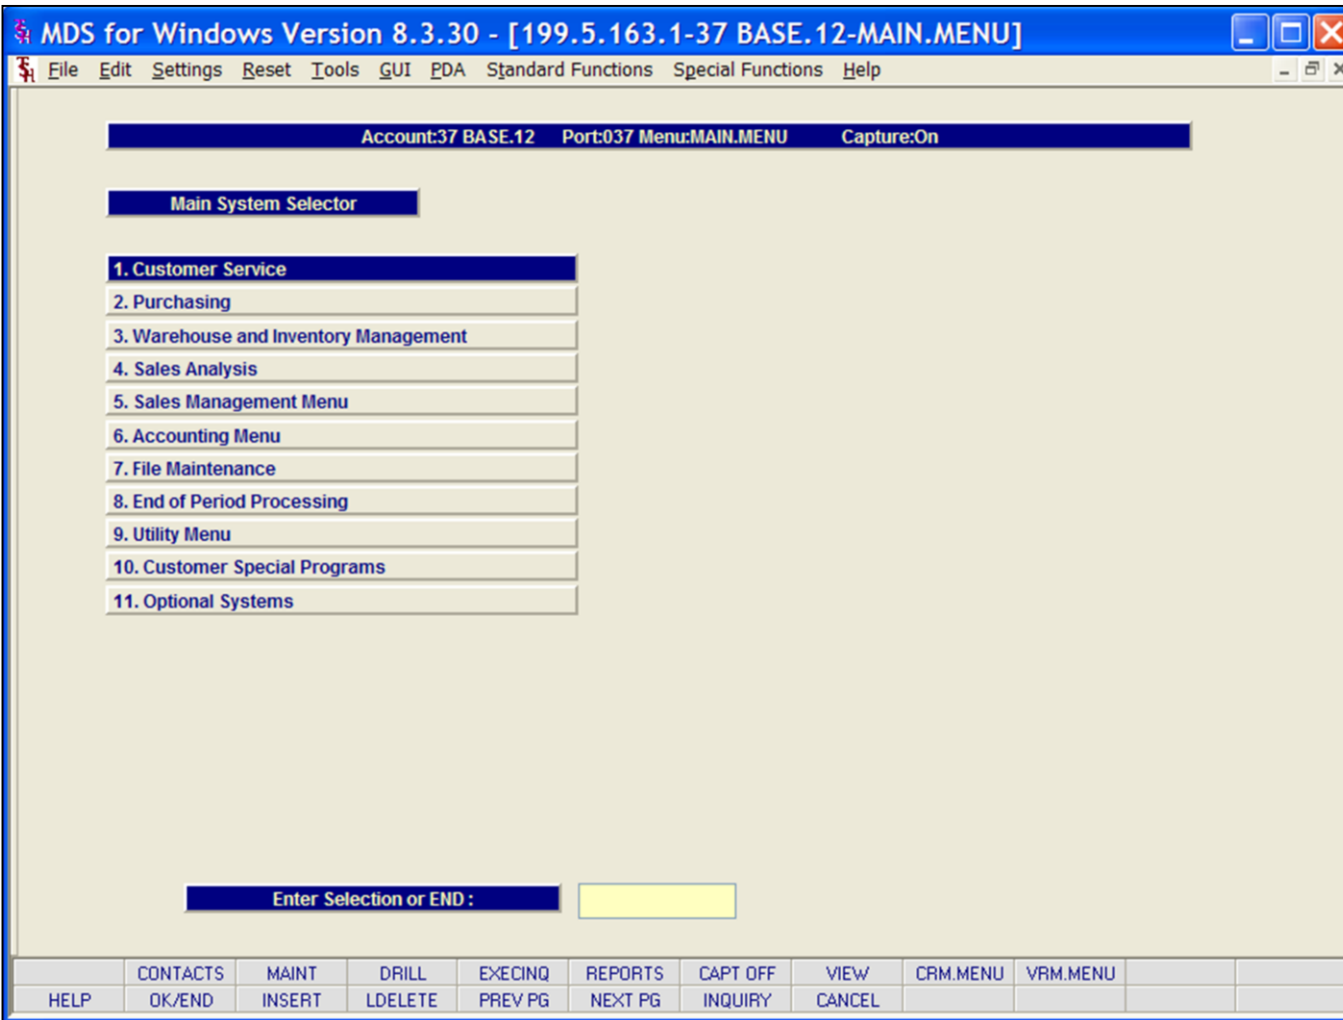 MDS for Windows Version 8.3.30 - [199.5.163.1-37 BASE.12-MAIN.MENU]
File Edit Settings Reset Tools GUI PDA Standard Functions Special Functions Help
Account:37 BASE.12 Port:037 Menu:MAIN.MENU Capture:On
Main System Selector
1. Customer Service
2. Purchasing
3. Warehouse and Inventory Management
4. Sales Analysis
5. Sales Management Menu
6. Accounting Menu
7. File Maintenance
8. End of Period Processing
9. Utility Menu
10. Customer Special Programs
11. Optional Systems
Enter Selection or END :
CONTACTS MAINT DRILL EXECINQ REPORTS CAPT OFF VIEW CRM.MENU VRM.MENU
HELP OK/END INSERT LDELETE PREV PG NEXT PG INQUIRY CANCEL